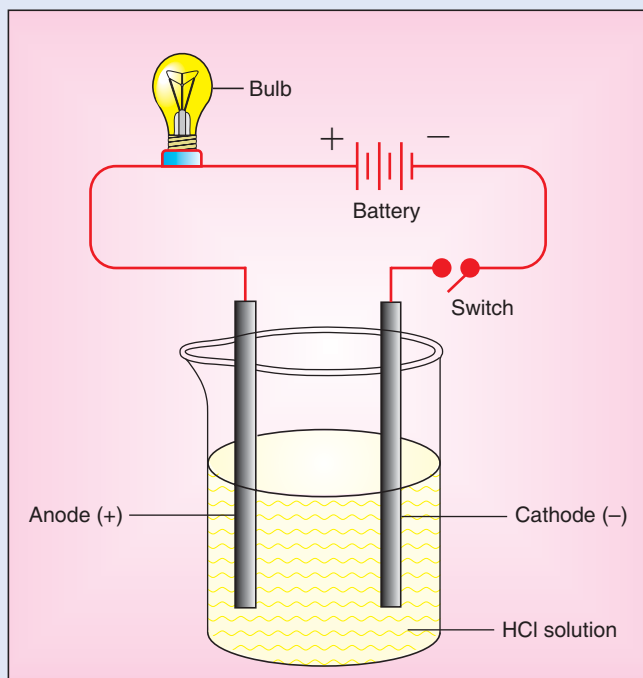 Bulb
+ −
Battery
Switch
Anode (+)
Cathode (–)
HCl solution